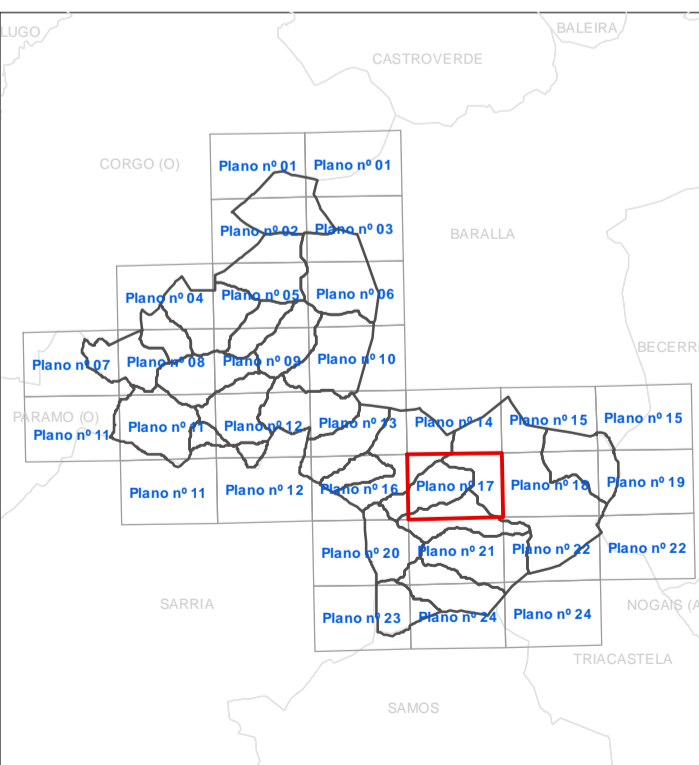 LUGO
BALEIRA
CASTROVERDE
CORGO (O)
Plano nº 01
Plano nº 01
Plano nº 02
Plano nº 03
BARALLA
Plano nº 04
Plano nº 05
Plano nº 06
BECERR
Plano nº 07
Plano nº 08
Plano nº 09
Plano nº 10
PARAMO (O)
Plano nº 11
Plano nº 11
Plano nº 12
Plano nº 13
Plano nº 14
Plano nº 15
Plano nº 15
Plano nº 11
Plano nº 12
Plano nº 16
Plano nº 17
Plano nº 18
Plano nº 19
Plano nº 20
Plano nº 21
Plano nº 22
Plano nº 22
SARRIA
Plano nº 23
Plano nº 24
Plano nº 24
NOGAIS (A
TRIACASTELA
SAMOS